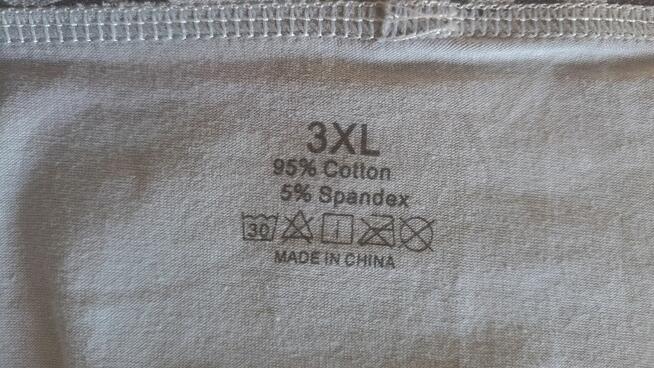 3XL
95% Cotton
5% Spandex
30
MADE IN CHINA